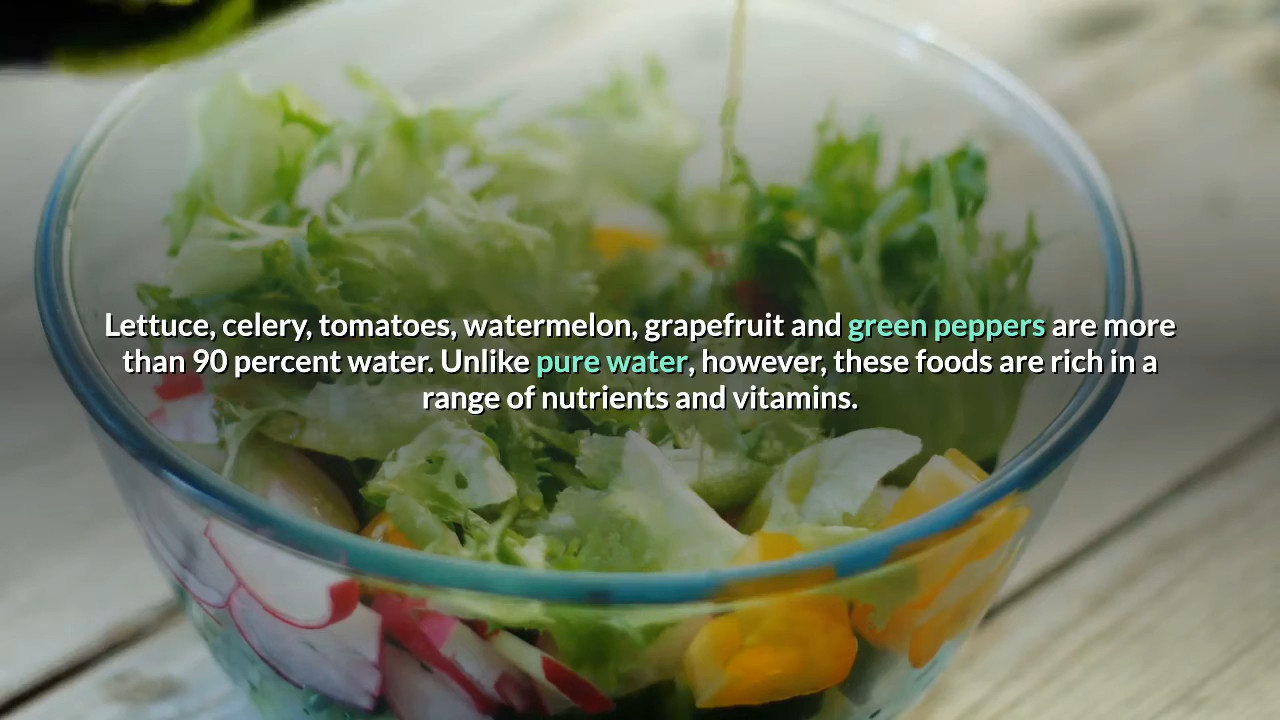 Lettuce, celery, tomatoes, watermelon, grapefruit and green peppers are more
than 90 percent water. Unlike pure water, however, these foods are rich in a
range of nutrients and vitamins.